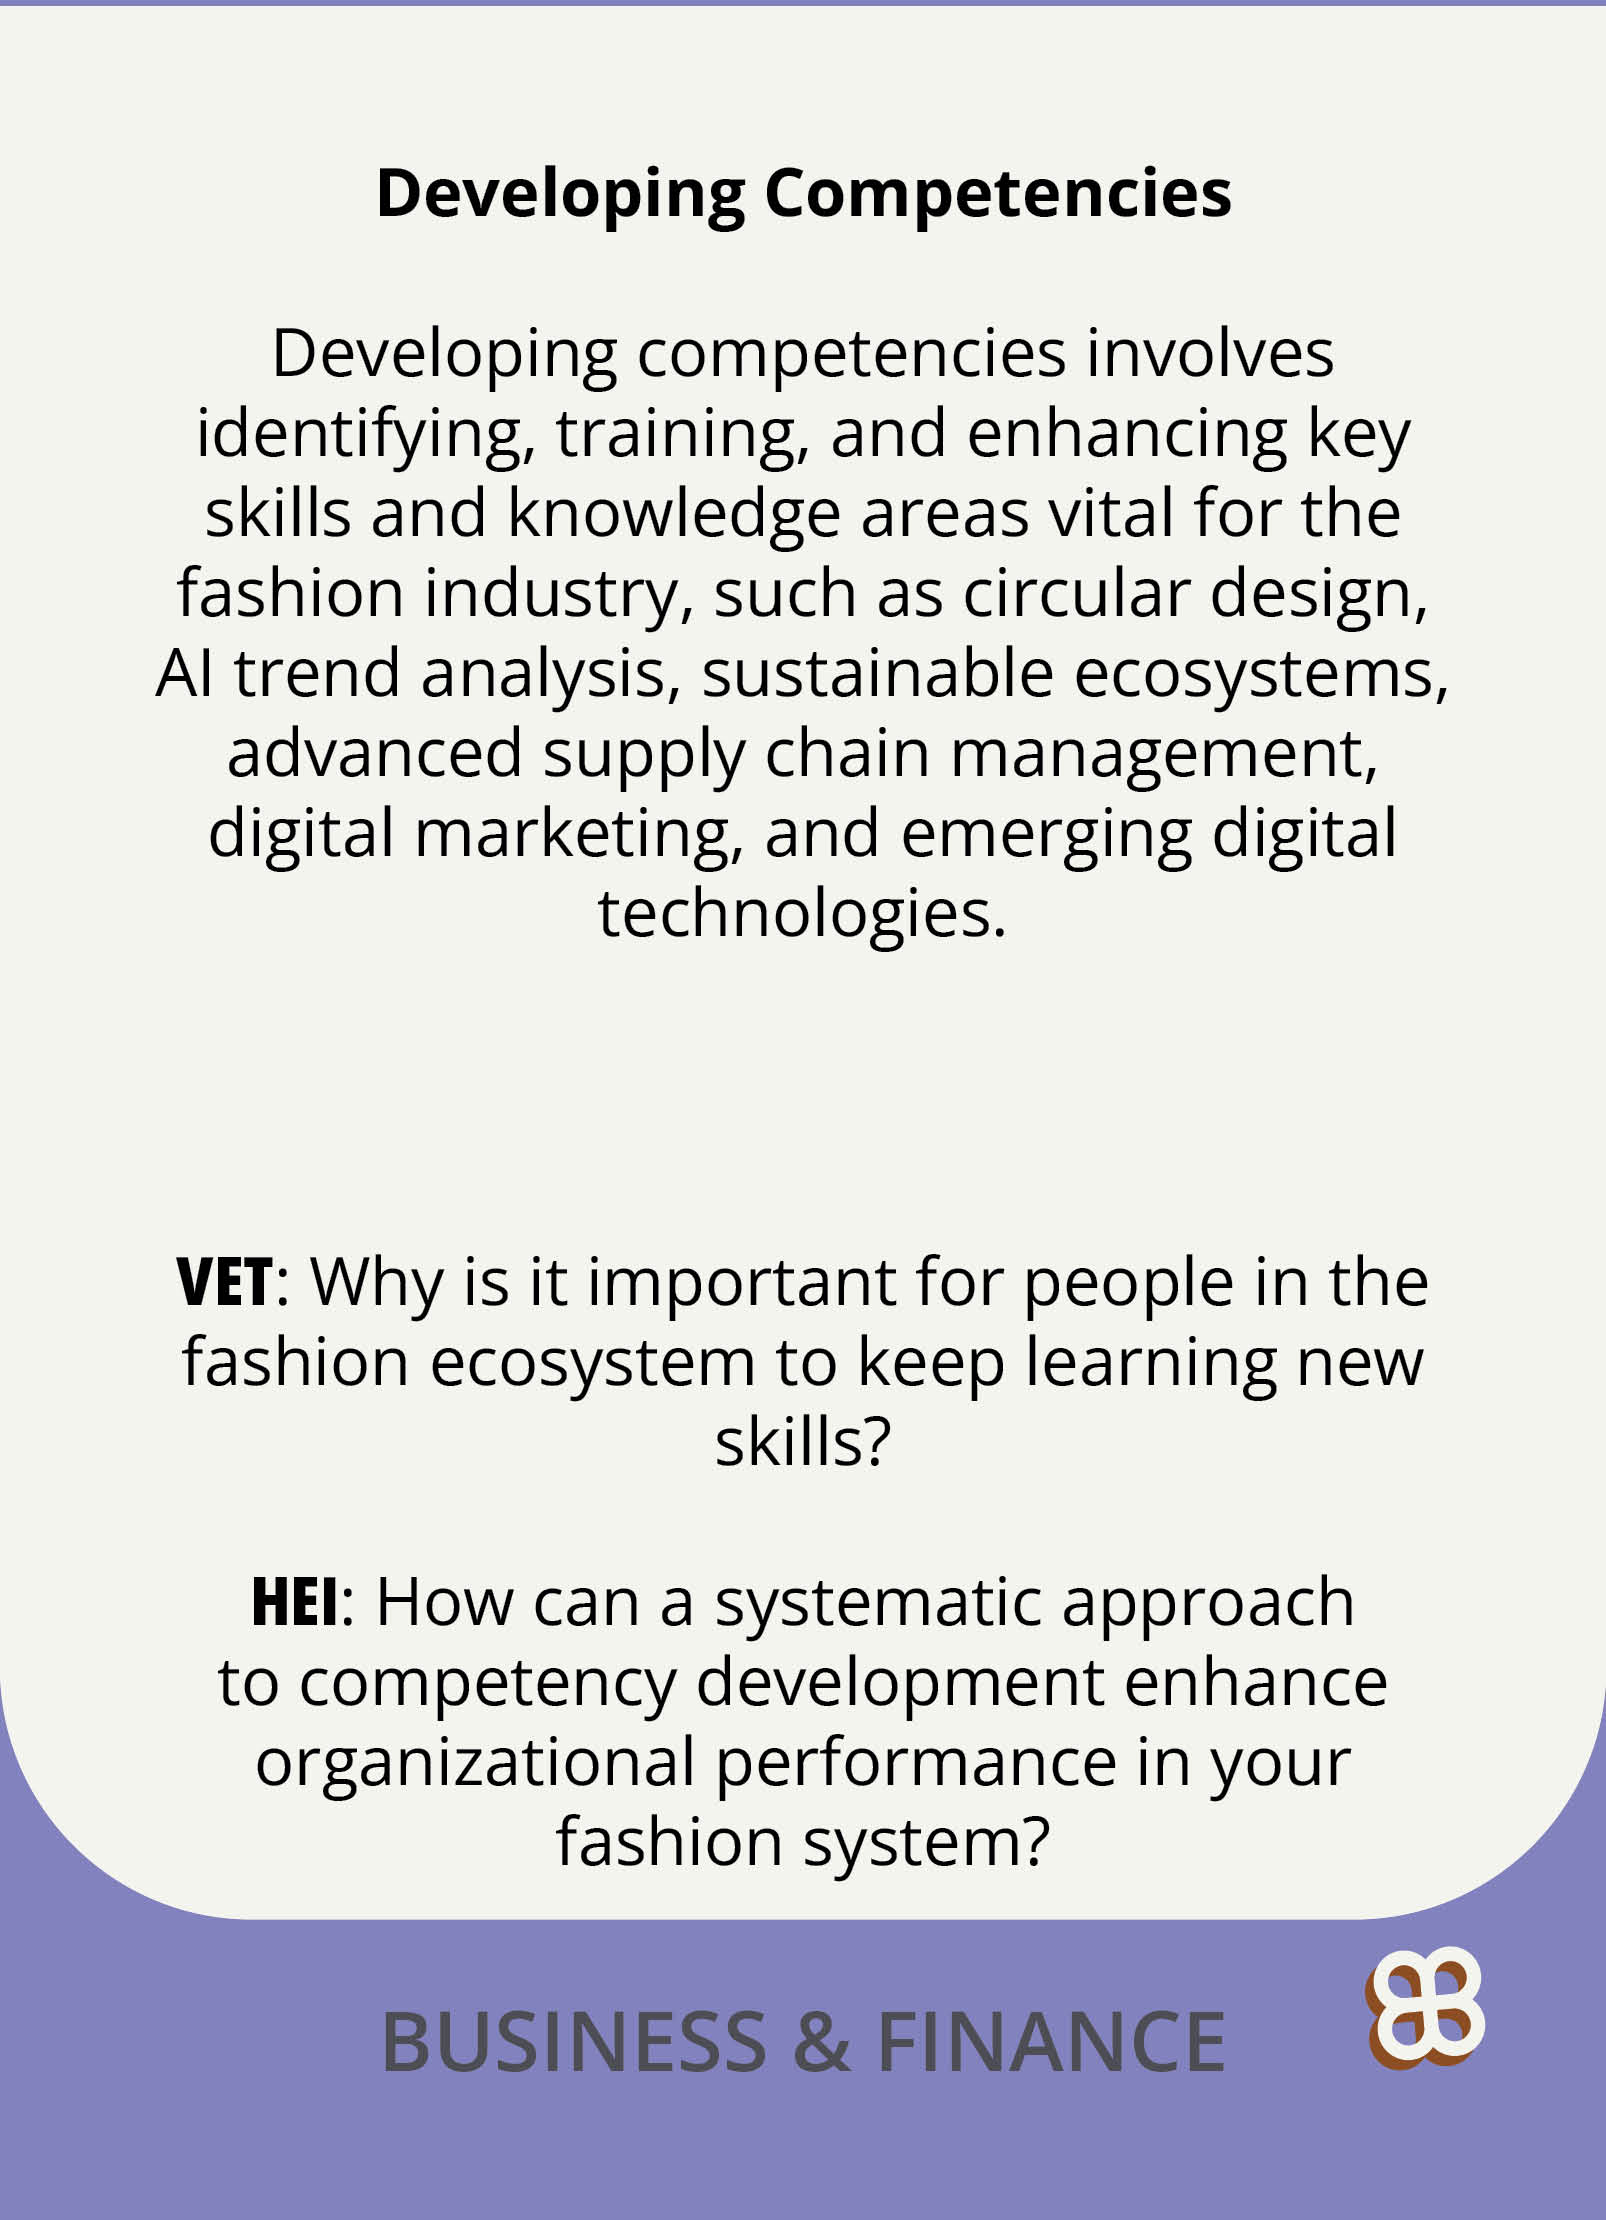 Developing Competencies
Developing competencies involves
identifying, training, and enhancing key
skills and knowledge areas vital for the
fashion industry, such as circular design,
AI trend analysis, sustainable ecosystems,
advanced supply chain management,
digital marketing, and emerging digital
technologies.
VET: Why is it important for people in the
fashion ecosystem to keep learning new
skills?
HEI: How can a systematic approach
to competency development enhance
organizational performance in your
fashion system?
BUSINESS & FINANCE